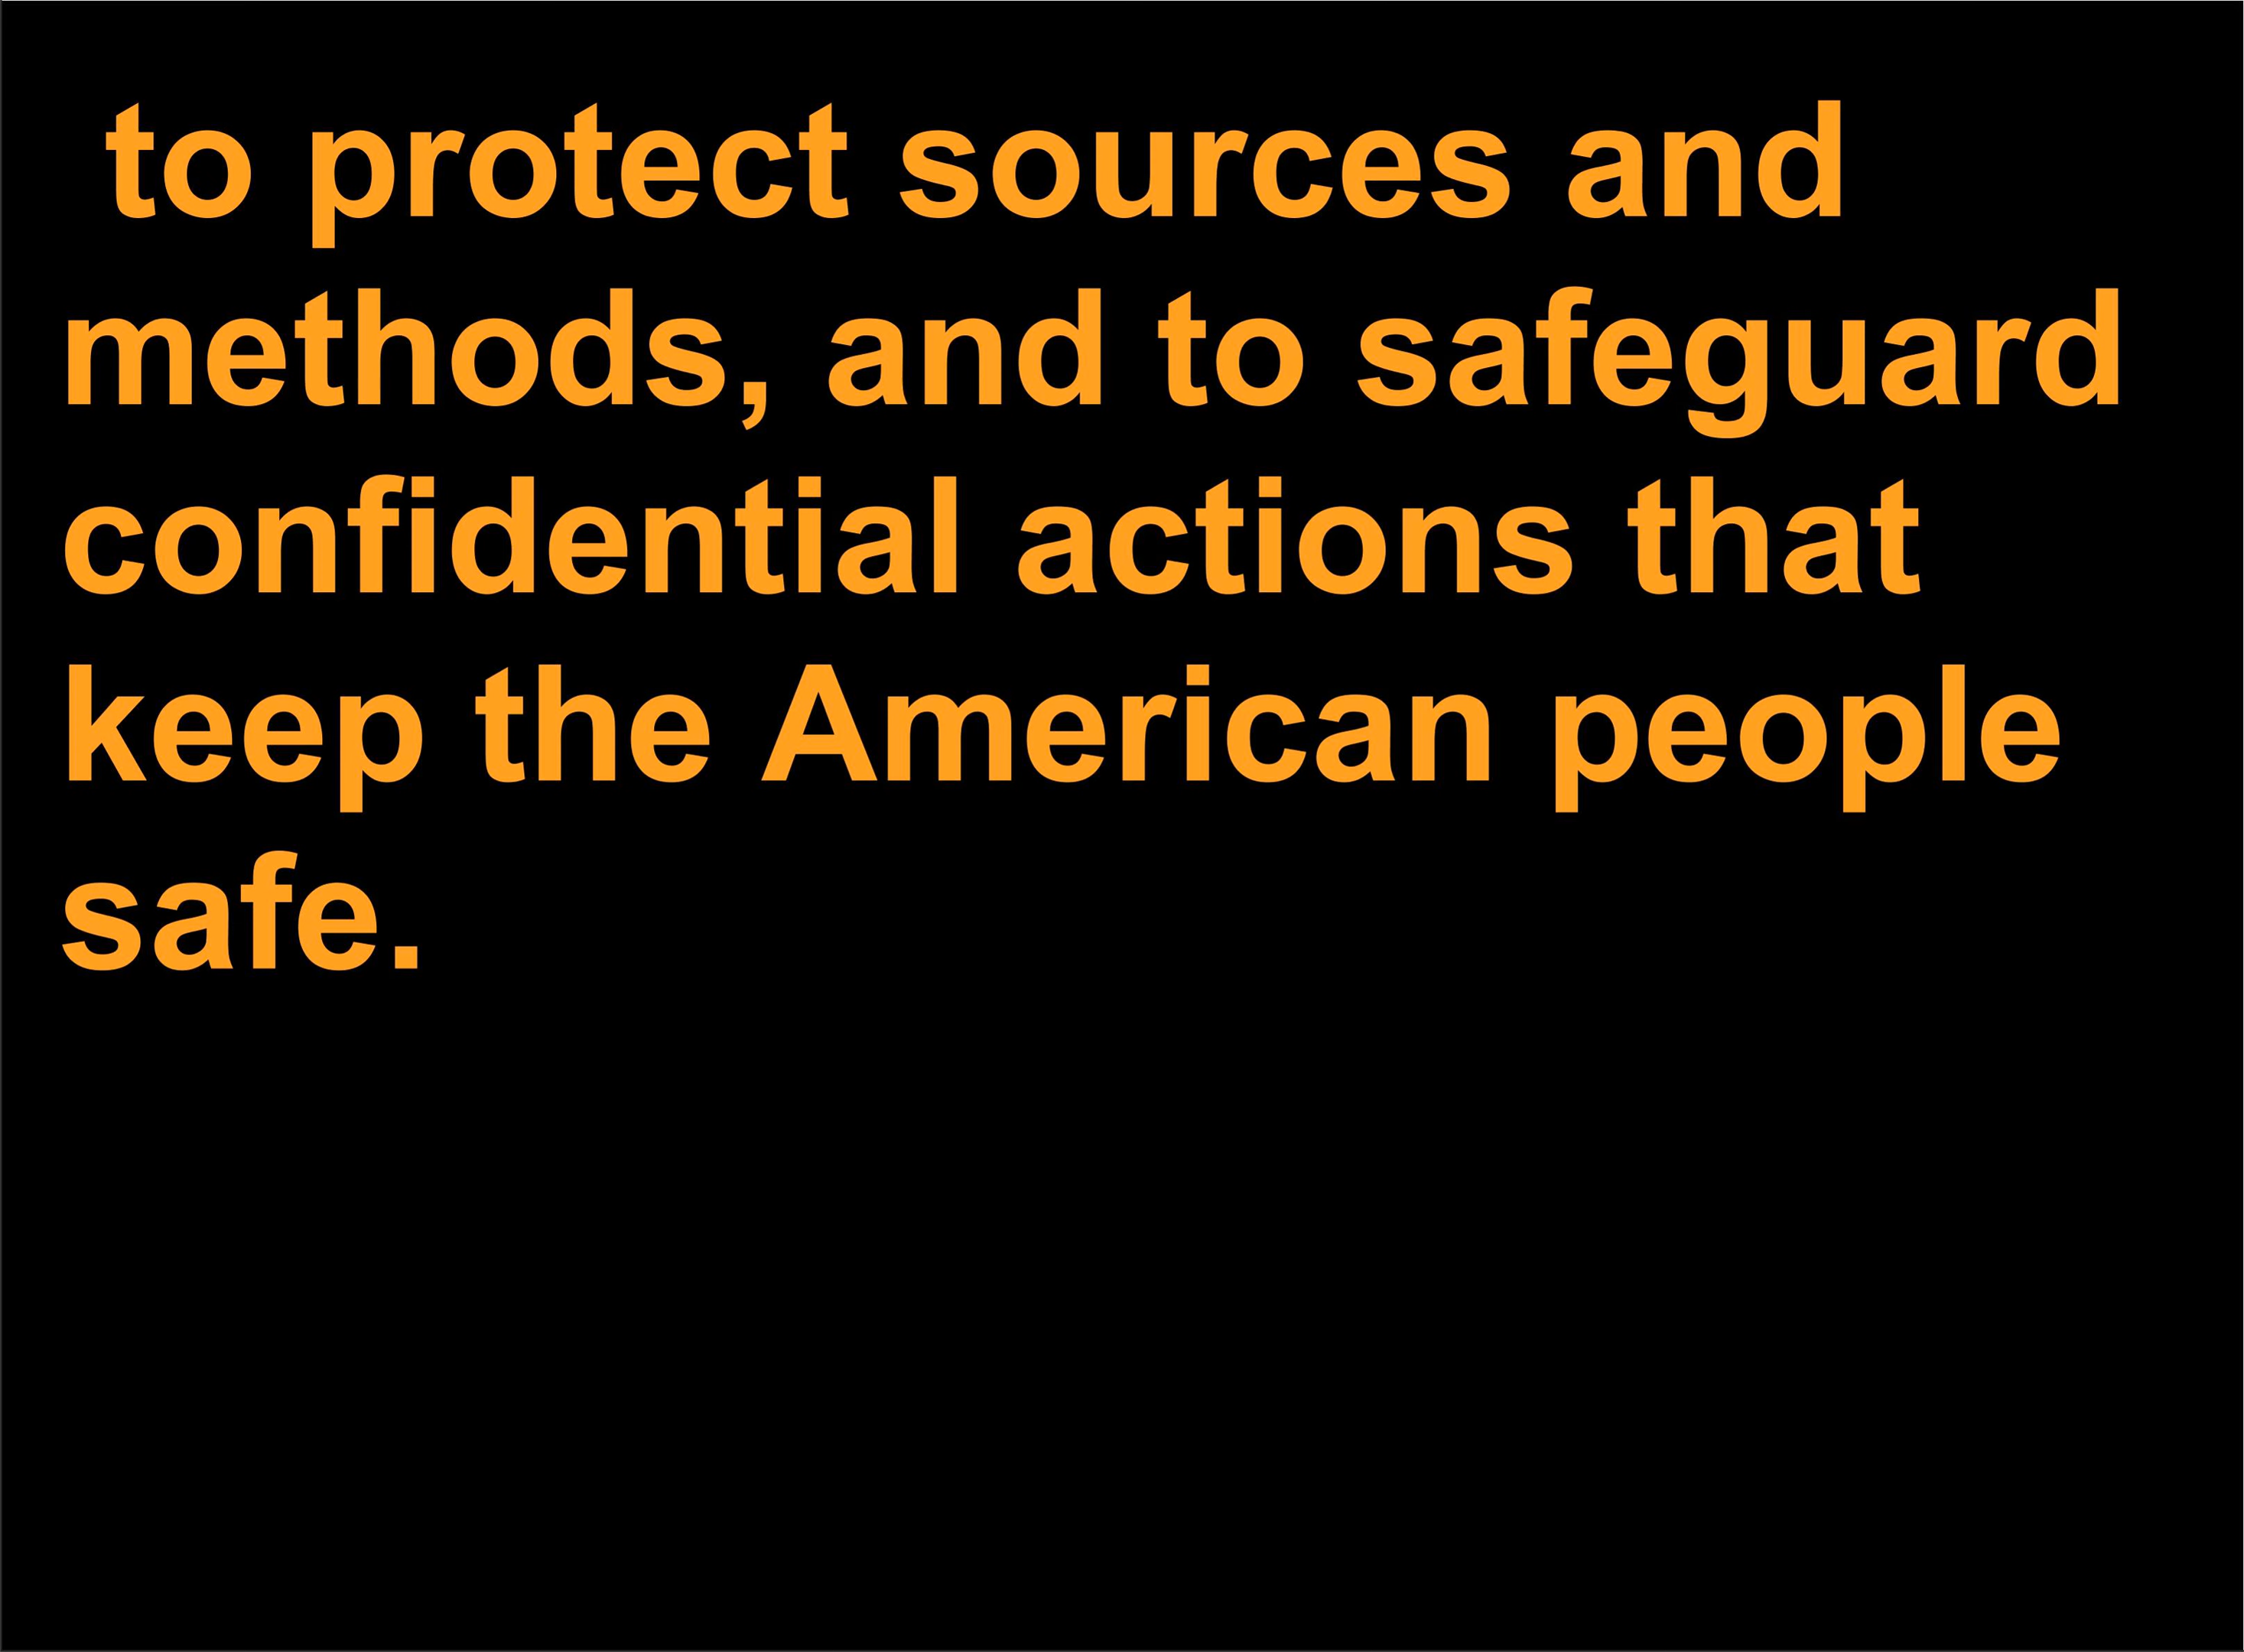 to protect sources and
methods, and to safeguard
confidential actions that
keep the American people
safe.